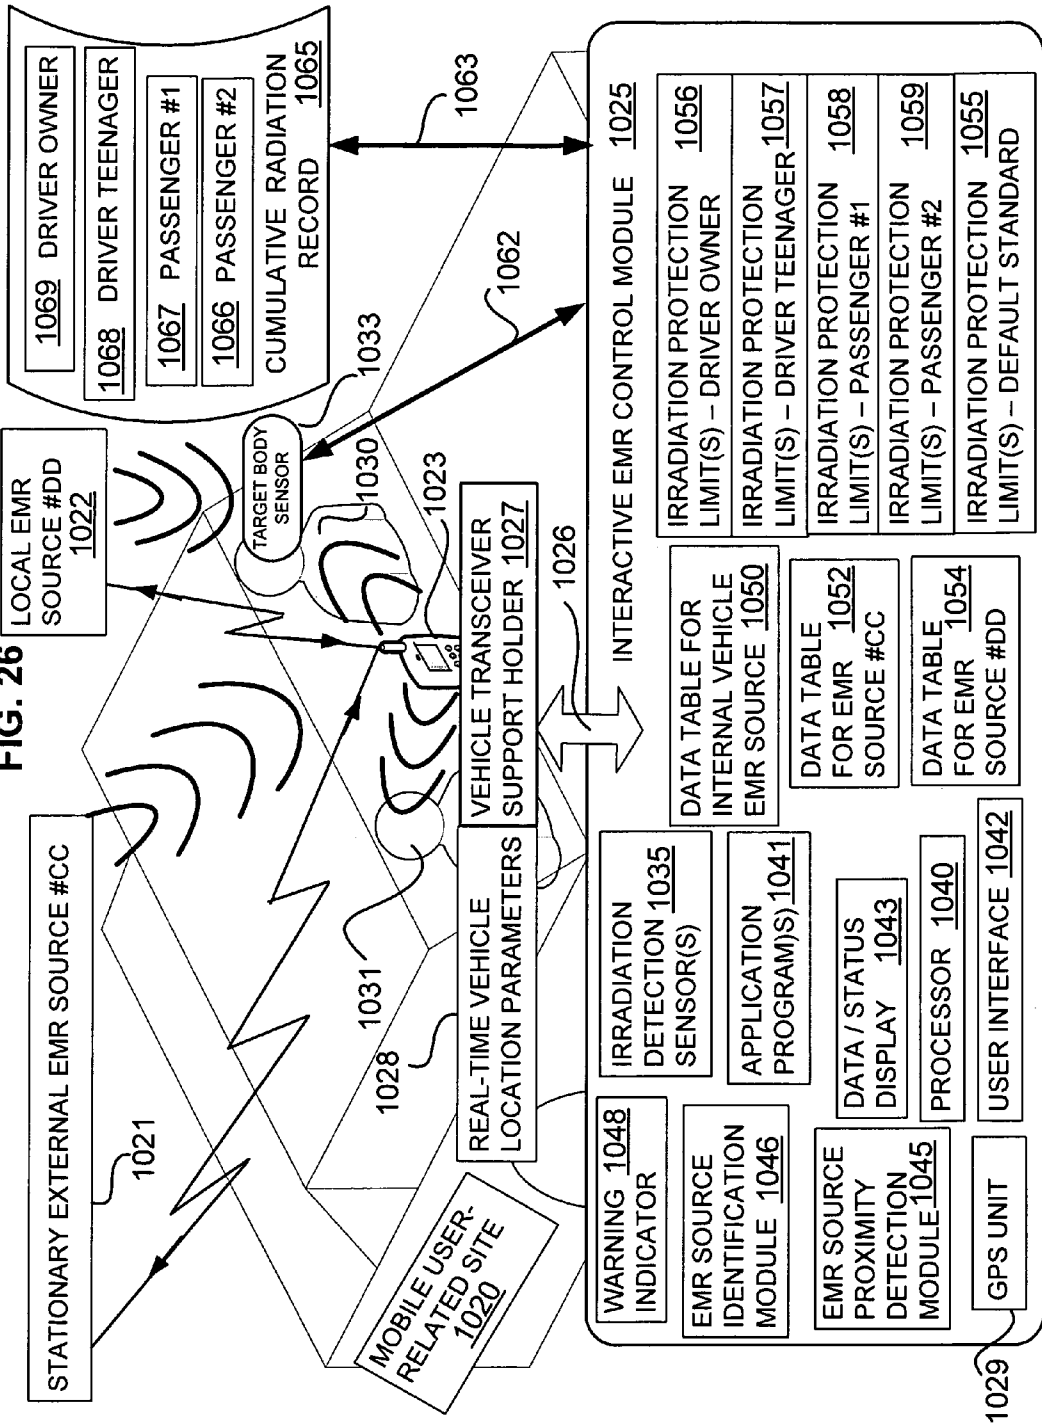 FIG. 26
STATIONARY EXTERNAL EMR SOURCE #CC
1021
LOCAL EMR
SOURCE #DD
1022
1069 DRIVER OWNER
1068 DRIVER TEENAGER
1067 PASSENGER #1
1066 PASSENGER #2
CUMULATIVE RADIATION
RECORD 1065
1063
1062
TARGET BODY
SENSOR
1033
1030
1023
1031
1028
REAL-TIME VEHICLE
LOCATION PARAMETERS
VEHICLE TRANSCEIVER
SUPPORT HOLDER 1027
1026
MOBILE USER-
RELATED SITE
1020
INTERACTIVE EMR CONTROL MODULE 1025
WARNING 1048
INDICATOR
EMR SOURCE
IDENTIFICATION
MODULE 1046
EMR SOURCE
PROXIMITY
DETECTION
MODULE 1045
GPS UNIT
1029
IRRADIATION
DETECTION 1035
SENSOR(S)
APPLICATION
PROGRAM)S) 1041
DATA / STATUS
DISPLAY 1043
PROCESSOR 1040
USER INTERFACE 1042
DATA TABLE FOR
INTERNAL VEHICLE
EMR SOURCE 1050
DATA TABLE
FOR EMR 1052
SOURCE #CC
DATA TABLE
FOR EMR 1054
SOURCE #DD
IRRADIATION PROTECTION 1056
LIMIT(S) – DRIVER OWNER
IRRADIATION PROTECTION 1057
LIMIT(S) – DRIVER TEENAGER
IRRADIATION PROTECTION 1058
LIMIT(S) – PASSENGER #1
IRRADIATION PROTECTION 1059
LIMIT(S) – PASSENGER #2
IRRADIATION PROTECTION 1055
LIMIT(S) – DEFAULT STANDARD